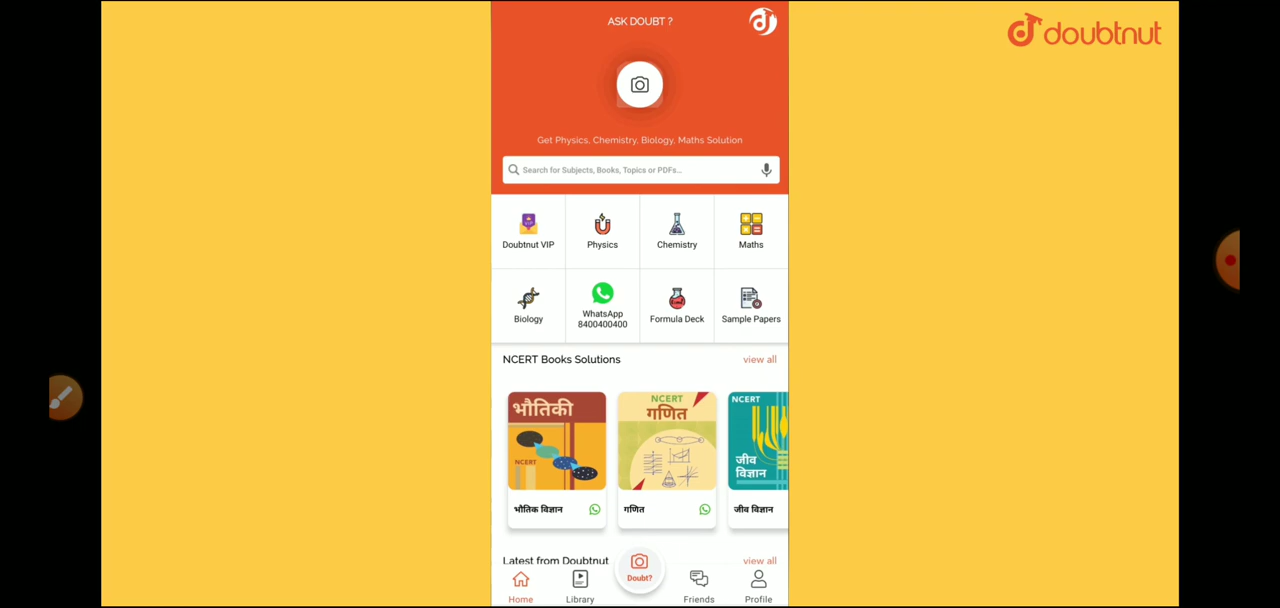 ASK DOUBT ?
doubtnut
Get Physics, Chemistry, Biology, Maths Solution
Search for Subjects, Books, Topics or PDFs...
Doubtnut VIP
Physics
Chemistry
Maths
Biology
WhatsApp
8400400400
Formula Deck
Sample Papers
NCERT Books Solutions
view all
भौतिकी
NCERT
भौतिक विज्ञान
NCERT
गणित
गणित
NCERT
जीव
विज्ञान
जीव विज्ञान
Latest from Doubtnut
view all
Doubt?
Home
Library
Friends
Profile